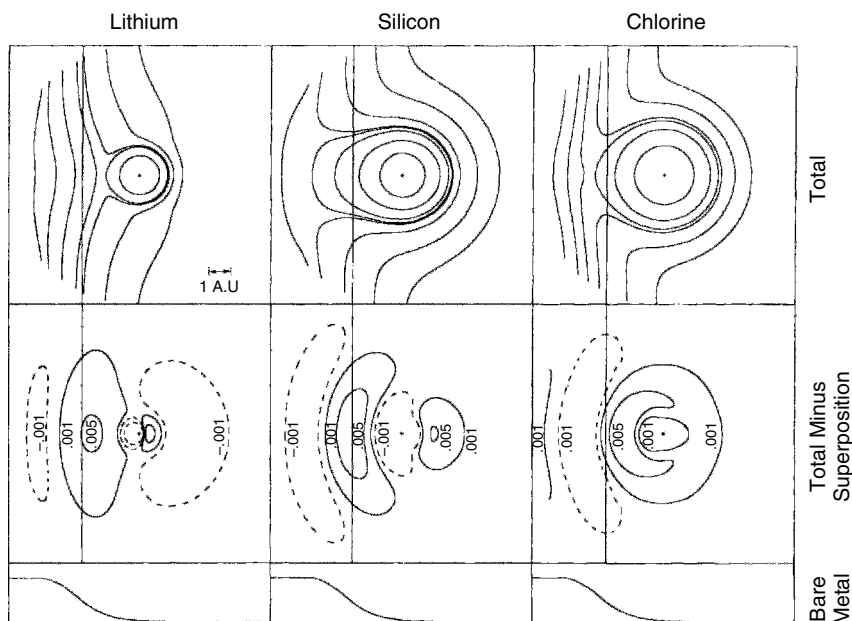 Lithium
Silicon
Chlorine
Total
1 A.U
Total Minus
Superposition
-.001
.001
.005
-.001
-.001
.001
.005
-.001
.005
.001
.001
-.001
.005
.001
.001
Bare
Metal